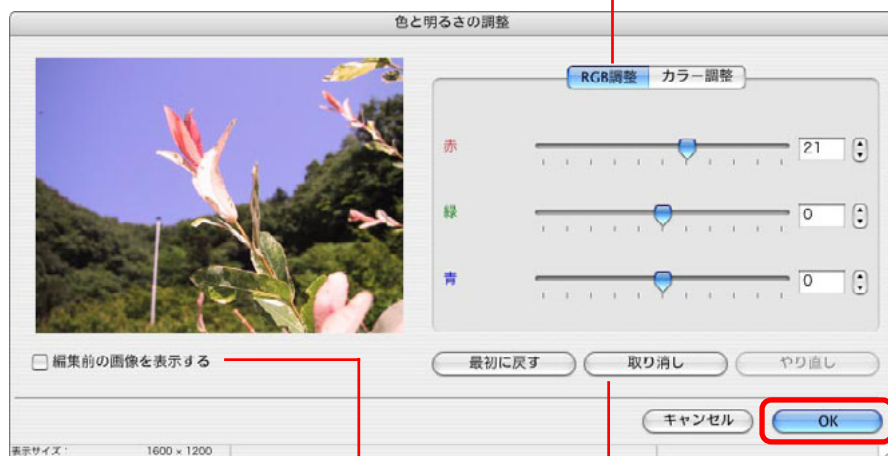 色と明るさの調整
RGB調整 カラー調整
赤 21
緑 0
青 0
編集前の画像を表示する
最初に戻す 取り消し やり直し
キャンセル OK
表示サイズ： 1600 × 1200